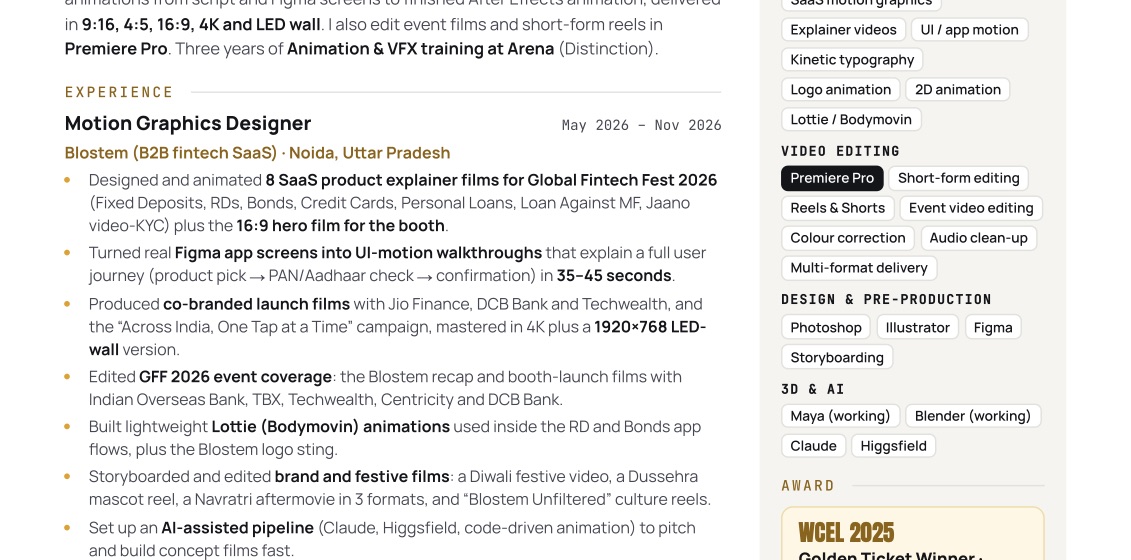 animations from script and Figma screens to finished After Effects animation, delivered
in 9:16, 4:5, 16:9, 4K and LED wall. I also edit event films and short-form reels in
Premiere Pro. Three years of Animation & VFX training at Arena (Distinction).
EXPERIENCE
Motion Graphics Designer
May 2026 – Nov 2026
Blostem (B2B fintech SaaS) · Noida, Uttar Pradesh
• Designed and animated 8 SaaS product explainer films for Global Fintech Fest 2026
(Fixed Deposits, RDs, Bonds, Credit Cards, Personal Loans, Loan Against MF, Jaano
video-KYC) plus the 16:9 hero film for the booth.
• Turned real Figma app screens into UI-motion walkthroughs that explain a full user
journey (product pick → PAN/Aadhaar check → confirmation) in 35–45 seconds.
• Produced co-branded launch films with Jio Finance, DCB Bank and Techwealth, and
the “Across India, One Tap at a Time” campaign, mastered in 4K plus a 1920×768 LED-
wall version.
• Edited GFF 2026 event coverage: the Blostem recap and booth-launch films with
Indian Overseas Bank, TBX, Techwealth, Centricity and DCB Bank.
• Built lightweight Lottie (Bodymovin) animations used inside the RD and Bonds app
flows, plus the Blostem logo sting.
• Storyboarded and edited brand and festive films: a Diwali festive video, a Dussehra
mascot reel, a Navratri aftermovie in 3 formats, and “Blostem Unfiltered” culture reels.
• Set up an AI-assisted pipeline (Claude, Higgsfield, code-driven animation) to pitch
and build concept films fast.
SaaS motion graphics
Explainer videos UI / app motion
Kinetic typography
Logo animation 2D animation
Lottie / Bodymovin
VIDEO EDITING
Premiere Pro Short-form editing
Reels & Shorts Event video editing
Colour correction Audio clean-up
Multi-format delivery
DESIGN & PRE-PRODUCTION
Photoshop Illustrator Figma
Storyboarding
3D & AI
Maya (working) Blender (working)
Claude Higgsfield
AWARD
WCEL 2025
Golden Ticket Winner ·